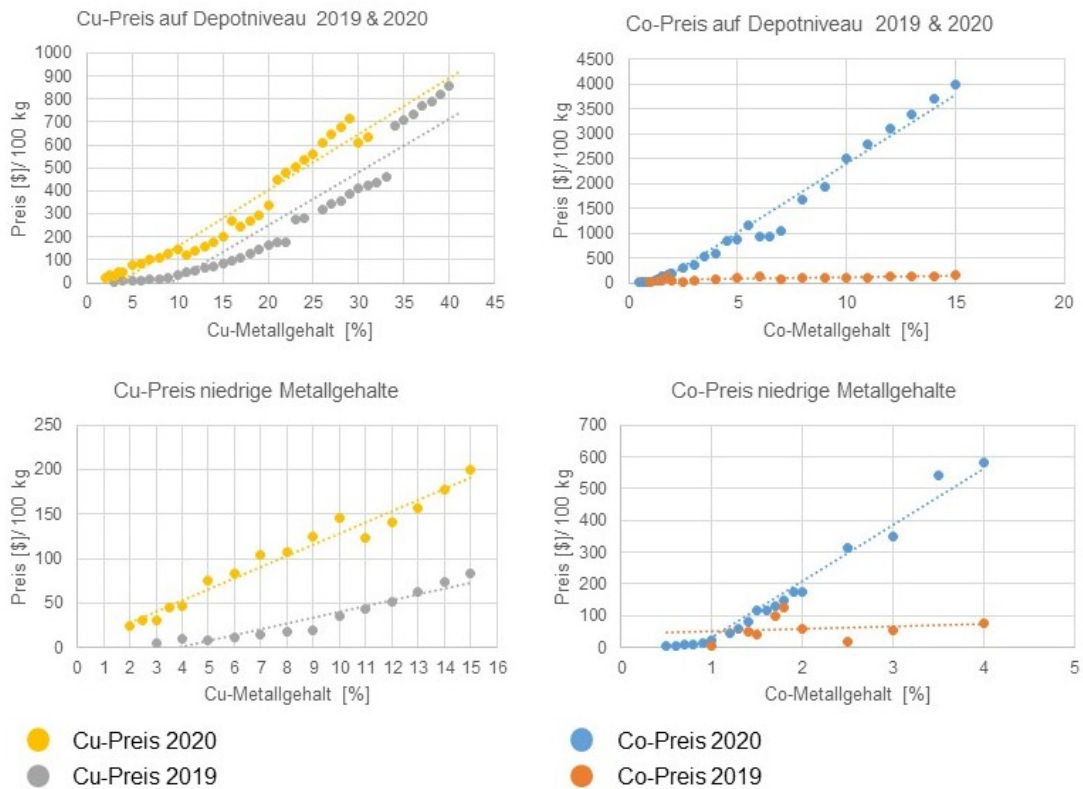 Cu-Preis auf Depotniveau 2019 & 2020
Preis [$]/ 100 kg
1000
900
800
700
600
500
400
300
200
100
0
0 5 10 15 20 25 30 35 40 45
Cu-Metallgehalt [%]
Co-Preis auf Depotniveau 2019 & 2020
Preis [$]/ 100 kg
4500
4000
3500
3000
2500
2000
1500
1000
500
0
0 5 10 15 20
Co-Metallgehalt [%]
Cu-Preis niedrige Metallgehalte
Preis [$]/ 100 kg
250
200
150
100
50
0
0 1 2 3 4 5 6 7 8 9 10 11 12 13 14 15 16
Cu-Metallgehalt [%]
Co-Preis niedrige Metallgehalte
Preis [$]/ 100 kg
700
600
500
400
300
200
100
0
0 1 2 3 4 5
Co-Metallgehalt [%]
Cu-Preis 2020
Cu-Preis 2019
Co-Preis 2020
Co-Preis 2019